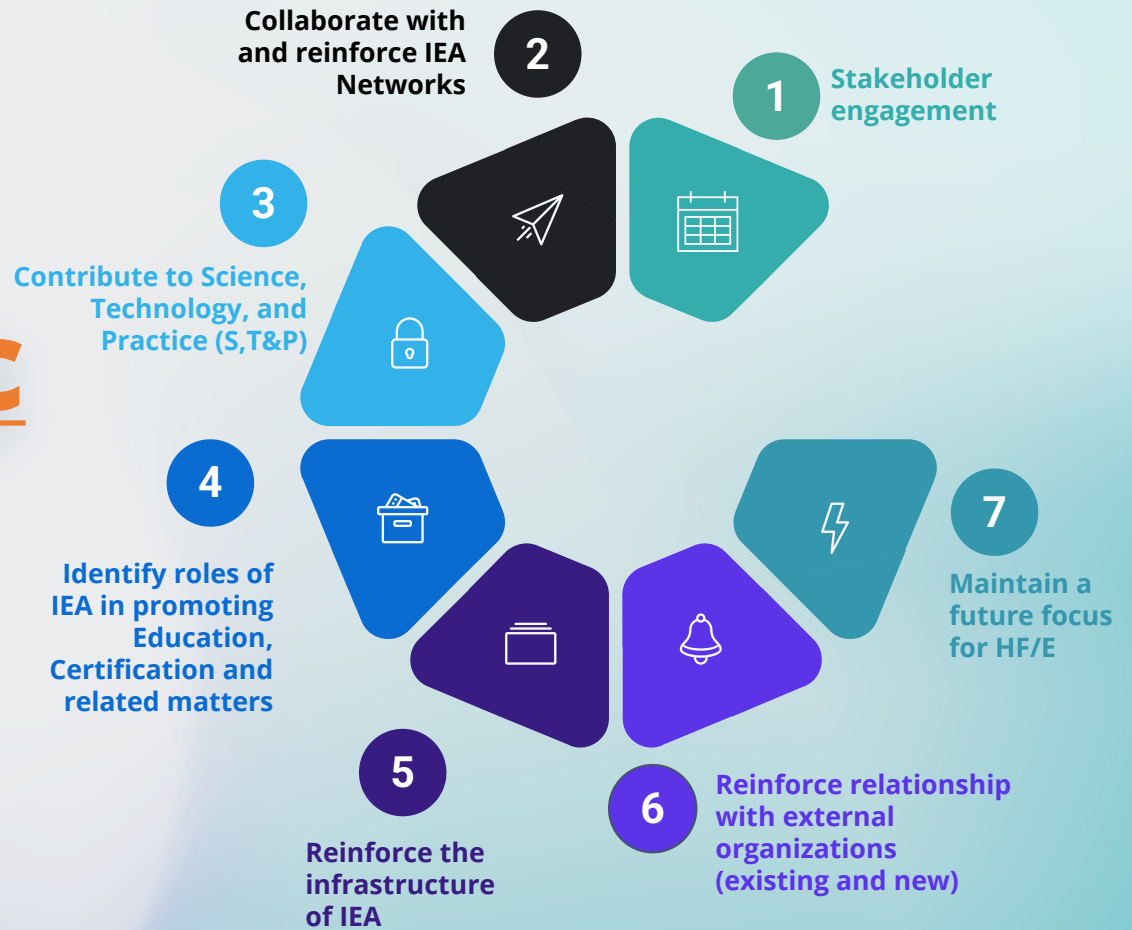 1
Stakeholder
engagement
2
Collaborate with
and reinforce IEA
Networks
3
Contribute to Science,
Technology, and
Practice (S,T&P)
4
Identify roles of
IEA in promoting
Education,
Certification and
related matters
5
Reinforce the
infrastructure
of IEA
6
Reinforce relationship
with external
organizations
(existing and new)
7
Maintain a
future focus
for HF/E